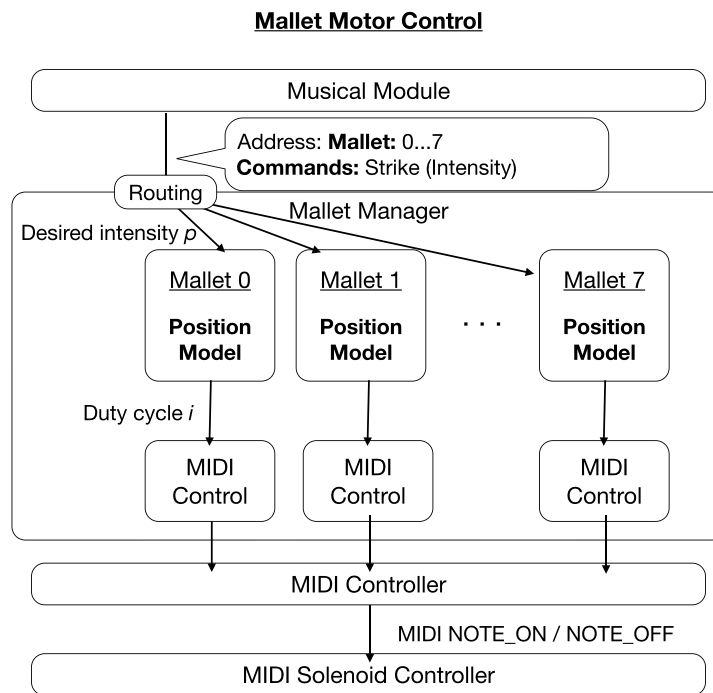 Mallet Motor Control
Musical Module
Address: Mallet: 0...7
Commands: Strike (Intensity)
Routing
Mallet Manager
Desired intensity p
Mallet 0
Position
Model
Mallet 1
Position
Model
. . .
Mallet 7
Position
Model
Duty cycle i
MIDI
Control
MIDI
Control
MIDI
Control
MIDI Controller
MIDI NOTE_ON / NOTE_OFF
MIDI Solenoid Controller